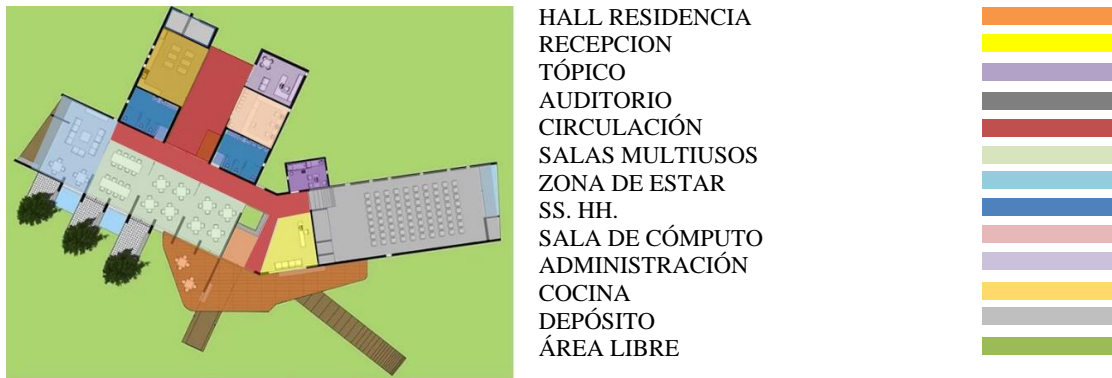 HALL RESIDENCIA
RECEPCION
TÓPICO
AUDITORIO
CIRCULACIÓN
SALAS MULTIUSOS
ZONA DE ESTAR
SS. HH.
SALA DE CÓMPUTO
ADMINISTRACIÓN
COCINA
DEPÓSITO
ÁREA LIBRE